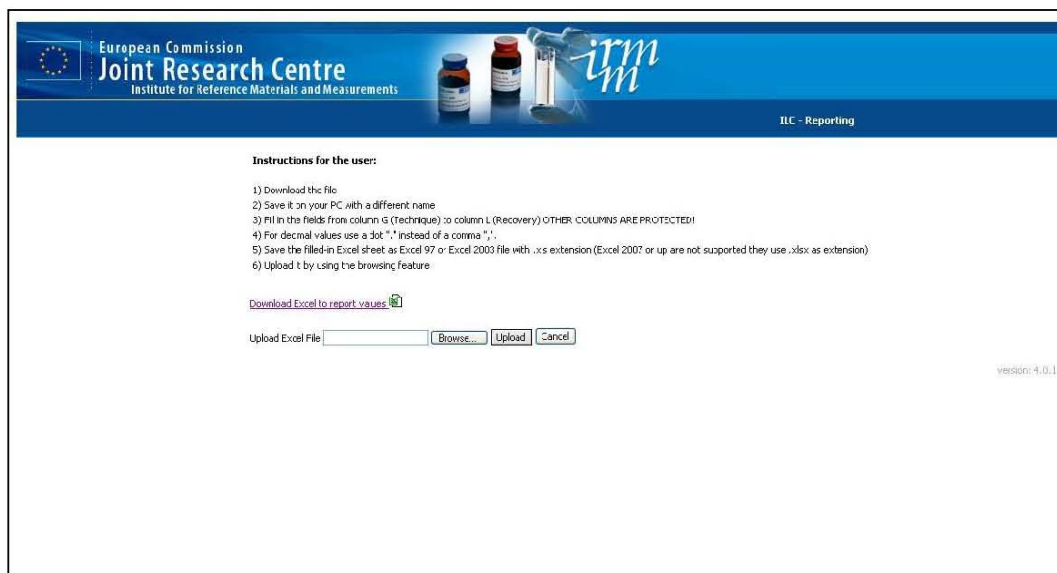 European Commission
Joint Research Centre
Institute for Reference Materials and Measurements
irmm
ILC - Reporting
Instructions for the user:
1) Download the file
2) Save it on your PC with a different name
3) Fill in the fields from column G (Technique) to column L (Recovery) OTHER COLUMNS ARE PROTECTED!
4) For decimal values use a dot "." instead of a comma ",".
5) Save the filled-in Excel sheet as Excel 97 or Excel 2003 file with .xls extension (Excel 2007 or up are not supported they use .xlsx as extension)
6) Upload it by using the browsing feature
Download Excel to report values
Upload Excel File Browse... Upload Cancel
version: 4.0.1